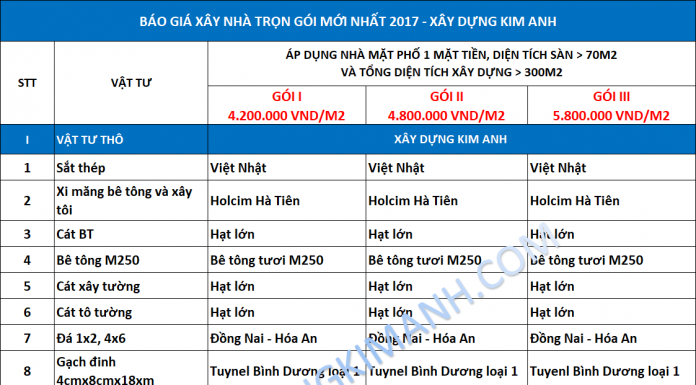 BÁO GIÁ XÂY NHÀ TRỌN GÓI MỚI NHẤT 2017 - XÂY DỰNG KIM ANH
STT
VẬT TƯ
ÁP DỤNG NHÀ MẶT PHỐ 1 MẶT TIỀN, DIỆN TÍCH SÀN > 70M2
VÀ TỔNG DIỆN TÍCH XÂY DỰNG > 300M2
GÓI I
4.200.000 VND/M2
GÓI II
4.800.000 VND/M2
GÓI III
5.800.000 VND/M2
I VẬT TƯ THÔ XÂY DỰNG KIM ANH
1 Sắt thép Việt Nhật Việt Nhật Việt Nhật
2 Xi măng bê tông và xây
tôi Holcim Hà Tiên Holcim Hà Tiên Holcim Hà Tiên
3 Cát BT Hạt lớn Hạt lớn Hạt lớn
4 Bê tông M250 Bê tông tươi M250 Bê tông tươi M250 Bê tông tươi M250
5 Cát xây tường Hạt lớn Hạt lớn Hạt lớn
6 Cát tô tường Hạt lớn Hạt lớn Hạt lớn
7 Đá 1x2, 4x6 Đồng Nai - Hóa An Đồng Nai - Hóa An Đồng Nai - Hóa An
8 Gạch đinh
4cmx8cmx18xm Tuynel Bình Dương loại 1 Tuynel Bình Dương loại 1 Tuyenl Bình Dương loại 1
NGKIMANH.COM